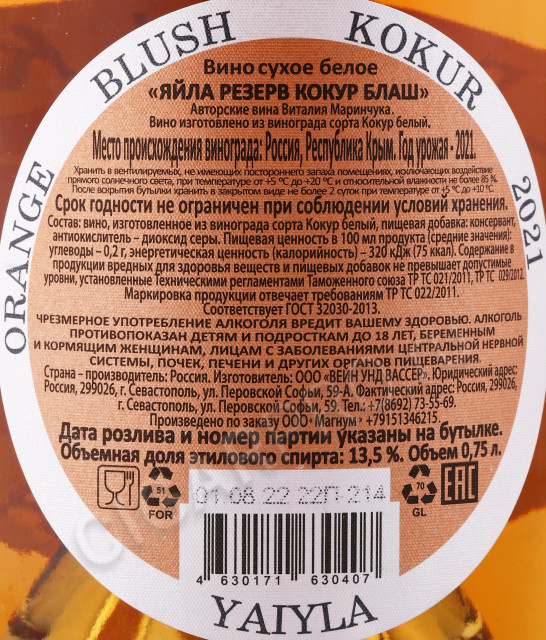 BLUSH KOKUR
ORANGE
2021
Вино сухое белое
«ЯЙЛА РЕЗЕРВ КОКУР БЛАШ»
Авторские вина Виталия Маринчука.
Вино изготовлено из винограда сорта Кокур белый.
Место происхождения винограда: Россия, Республика Крым. Год урожая - 2021.
Хранить в вентилируемых, не имеющих постороннего запаха помещениях, исключающих воздействие
прямого солнечного света, при температуре от +5 °С до +20 °С и относительной влажности не более 85 %.
После вскрытия бутылки хранить в закрытом виде не более 2 суток при температуре от +5 °С до +10 °С.
Срок годности не ограничен при соблюдении условий хранения.
Состав: вино, изготовленное из винограда сорта Кокур белый, пищевая добавка: консервант,
антиокислитель – диоксид серы. Пищевая ценность в 100 мл продукта (средние значения):
углеводы – 0,2 г, энергетическая ценность (калорийность) – 320 кДж (75 ккал). Содержание в
продукции вредных для здоровья веществ и пищевых добавок не превышает допустимые
уровни, установленные Техническими регламентами Таможенного союза ТР ТС 021/2011, ТР ТС 029/2012.
Маркировка продукции отвечает требованиям ТР ТС 022/2011.
Соответствует ГОСТ 32030-2013.
ЧРЕЗМЕРНОЕ УПОТРЕБЛЕНИЕ АЛКОГОЛЯ ВРЕДИТ ВАШЕМУ ЗДОРОВЬЮ. АЛКОГОЛЬ
ПРОТИВОПОКАЗАН ДЕТЯМ И ПОДРОСТКАМ ДО 18 ЛЕТ, БЕРЕМЕННЫМ
И КОРМЯЩИМ ЖЕНЩИНАМ, ЛИЦАМ С ЗАБОЛЕВАНИЯМИ ЦЕНТРАЛЬНОЙ НЕРВНОЙ
СИСТЕМЫ, ПОЧЕК, ПЕЧЕНИ И ДРУГИХ ОРГАНОВ ПИЩЕВАРЕНИЯ.
Страна – производитель: Россия. Изготовитель: ООО «ВЕЙН УНД ВАССЕР». Юридический адрес:
Россия, 299026, г. Севастополь, ул. Перовской Софьи, 59-А. Фактический адрес: Россия, 299026,
г. Севастополь, ул. Перовской Софьи, 59. Тел.: +7(8692) 73-55-69.
Произведено по заказу ООО «Магнум» +79151346215.
Дата розлива и номер партии указаны на бутылке.
Объемная доля этилового спирта: 13,5 %. Объем 0,75 л.
01 08 22 22П-214
51
FOR
70
GL
EAC
4 630171 630407
YAIYLA